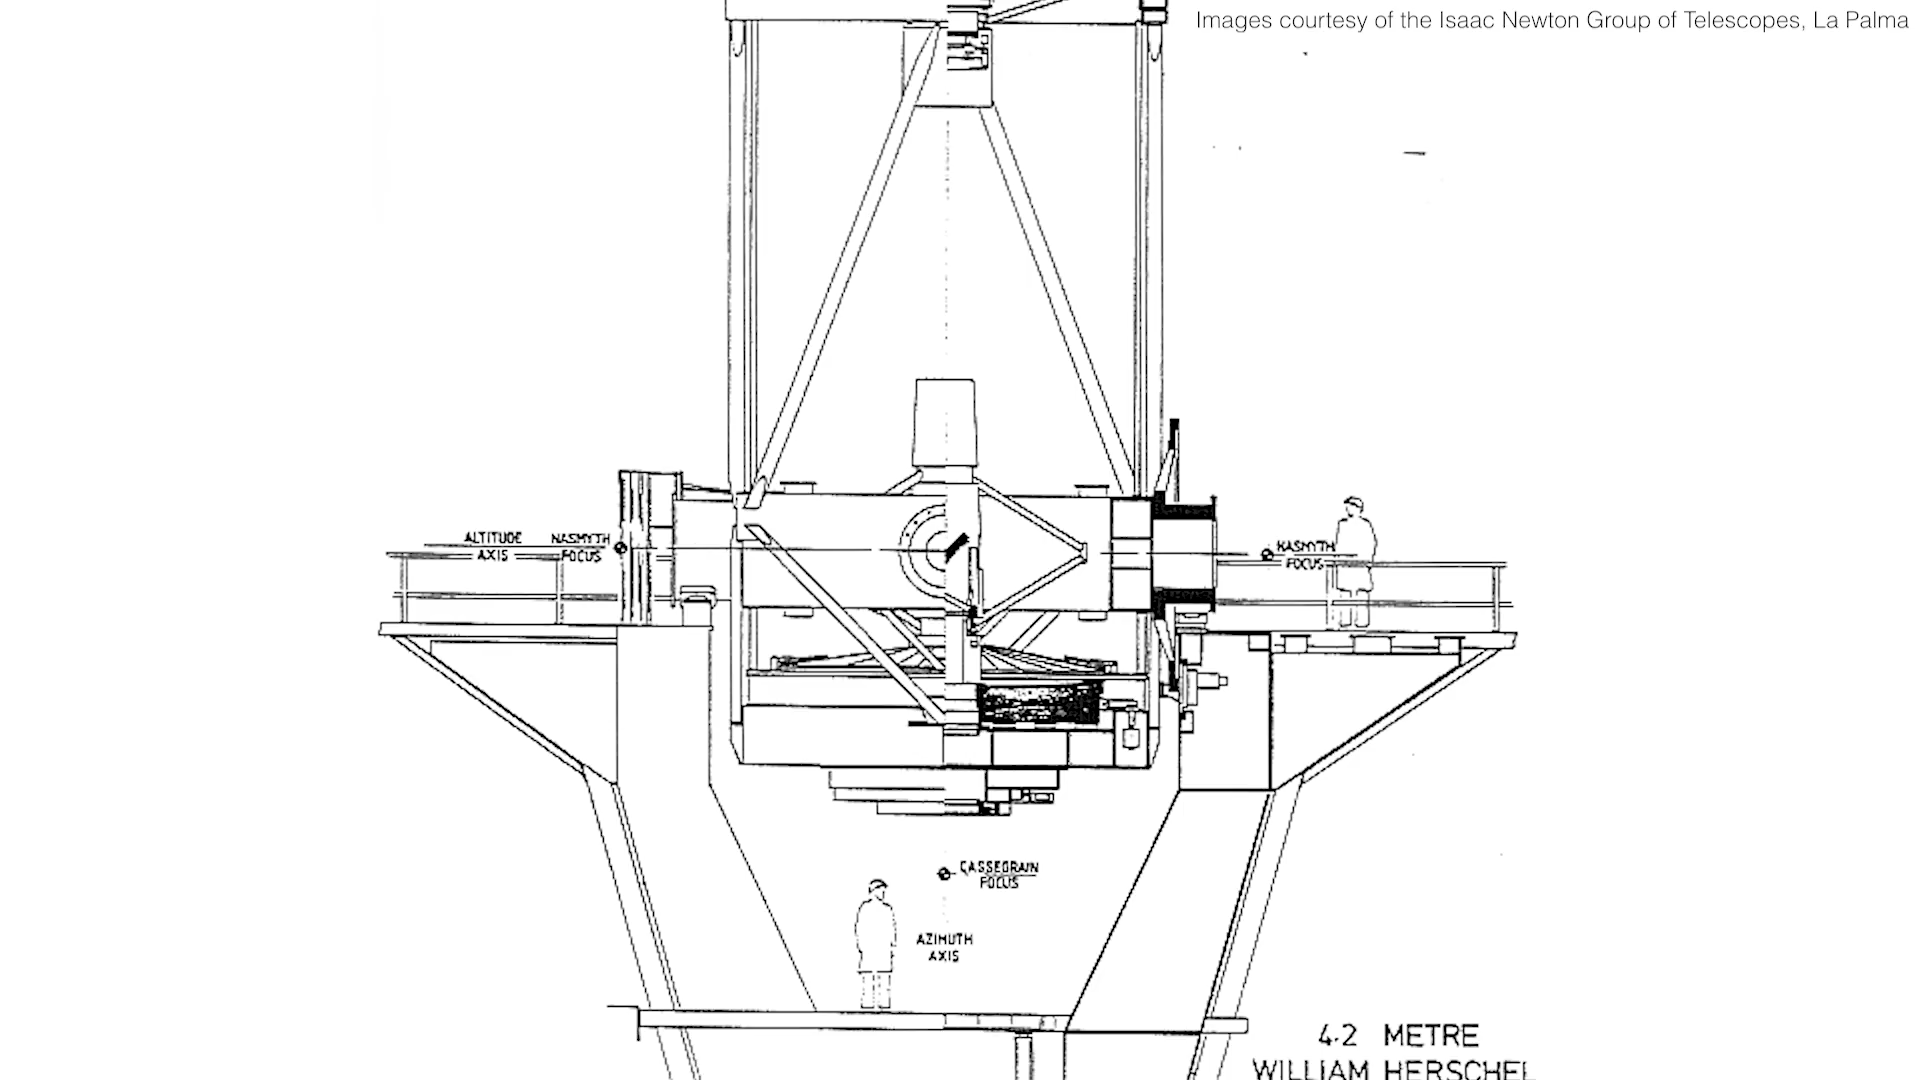 Images courtesy of the Isaac Newton Group of Telescopes, La Palma
ALTITUDE
AXIS
NASMYTH
FOCUS
NASMYTH
FOCUS
CASSEGRAIN
FOCUS
AZIMUTH
AXIS
4.2 METRE
WILLIAM HERSCHEL